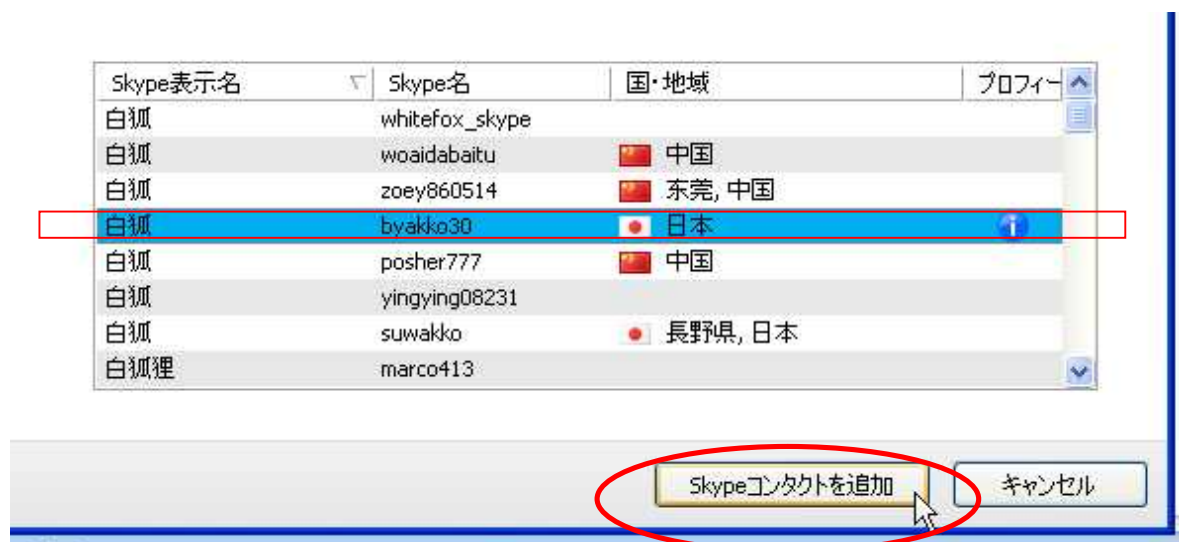 Skype表示名 Skype名 国・地域 プロフィー
白狐 whitefox_skype
白狐 woaidabaitu 中国
白狐 zoey860514 东莞, 中国
白狐 byakko30 日本
白狐 posher777 中国
白狐 yingying08231
白狐 suwakko 長野県, 日本
白狐狸 marco413
Skypeコンタクトを追加 キャンセル